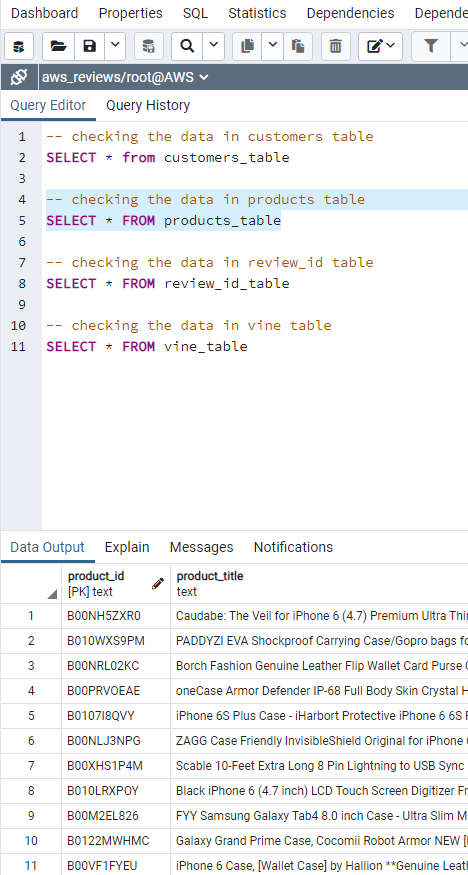 Dashboard Properties SQL Statistics Dependencies Depende
aws_reviews/root@AWS
Query Editor Query History
1 -- checking the data in customers table
2 SELECT * from customers_table
3
4 -- checking the data in products table
5 SELECT * FROM products_table
6
7 -- checking the data in review_id table
8 SELECT * FROM review_id_table
9
10 -- checking the data in vine table
11 SELECT * FROM vine_table
Data Output Explain Messages Notifications
product_id product_title
[PK] text text
1 B00NH5ZXR0 Caudabe: The Veil for iPhone 6 (4.7) Premium Ultra Thi
2 B010WXS9PM PADDYZI EVA Shockproof Carrying Case/Gopro bags fo
3 B00NRL02KC Borch Fashion Genuine Leather Flip Wallet Card Purse
4 B00PRVOEAE oneCase Armor Defender IP-68 Full Body Skin Crystal H
5 B0107I8QVY iPhone 6S Plus Case - iHarbort Protective iPhone 6 6S
6 B00NLJ3NPG ZAGG Case Friendly InvisibleShield Original for iPhone
7 B00XHS1P4M Scable 10-Feet Extra Long 8 Pin Lightning to USB Sync
8 B010LRXPOY Black iPhone 6 (4.7 inch) LCD Touch Screen Digitizer Fr
9 B00M2EL826 FYY Samsung Galaxy Tab4 8.0 inch Case - Ultra Slim M
10 B0122MWHMC Galaxy Grand Prime Case, Cocomii Robot Armor NEW
11 B00VF1FYEU iPhone 6 Case, [Wallet Case] by Hallion **Genuine Leat